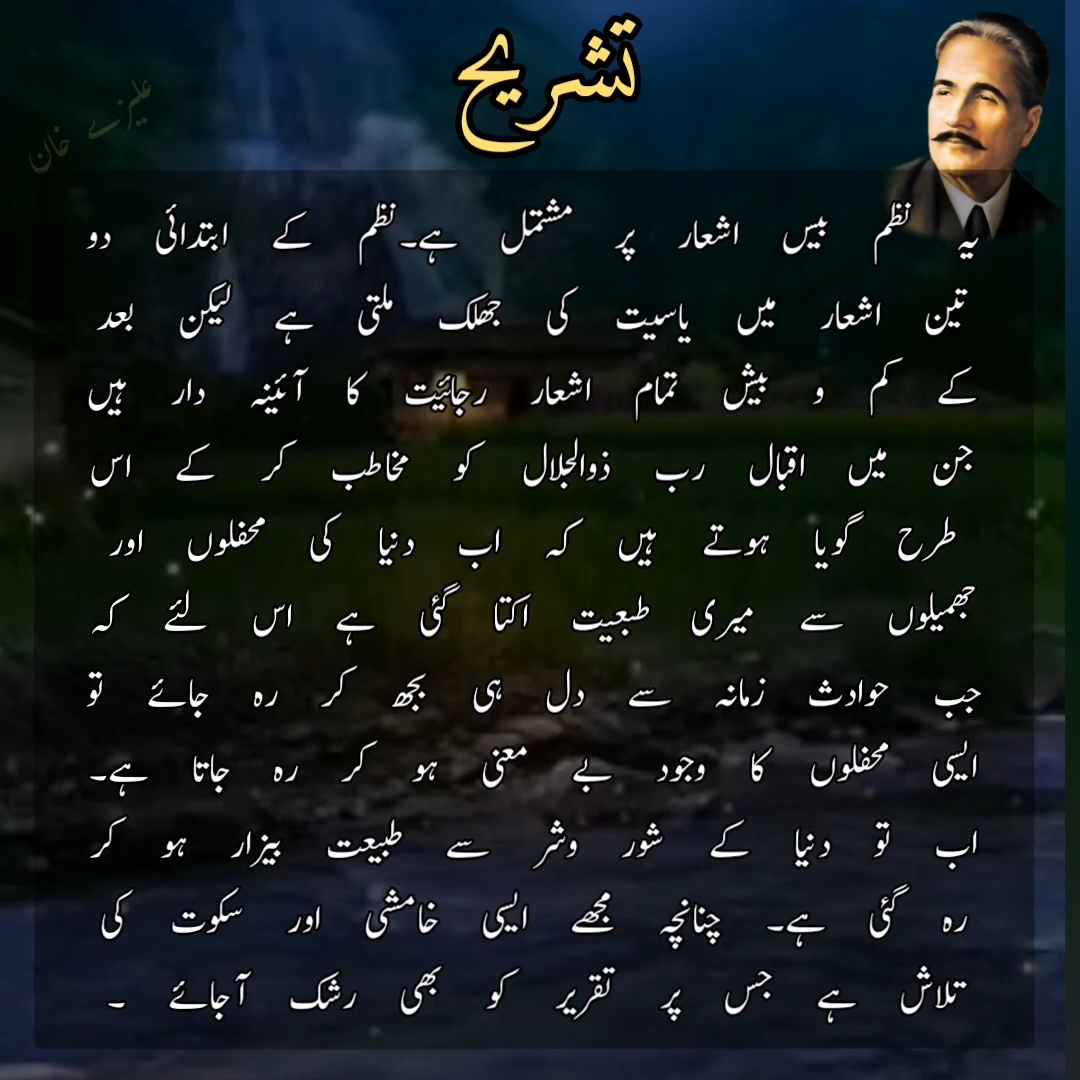 تشریح
علیزے خان
یہ نظم بیس اشعار پر مشتمل ہے۔نظم کے ابتدائی دو
تین اشعار میں یاسیت کی جھلک ملتی ہے لیکن بعد
کے کم و بیش تمام اشعار رجائیت کا آئینہ دار ہیں
جن میں اقبال رب ذوالجلال کو مخاطب کر کے اس
طرح گویا ہوتے ہیں کہ اب دنیا کی محفلوں اور
جھمیلوں سے میری طبعیت اکتا گئی ہے اس لئے کہ
جب حوادث زمانہ سے دل ہی بجھ کر رہ جائے تو
ایسی محفلوں کا وجود بے معنی ہو کر رہ جاتا ہے۔
اب تو دنیا کے شور وشر سے طبیعت بیزار ہو کر
رہ گئی ہے۔ چنانچہ مجھے ایسی خامشی اور سکوت کی
تلاش ہے جس پر تقریر کو بھی رشک آجائے ۔